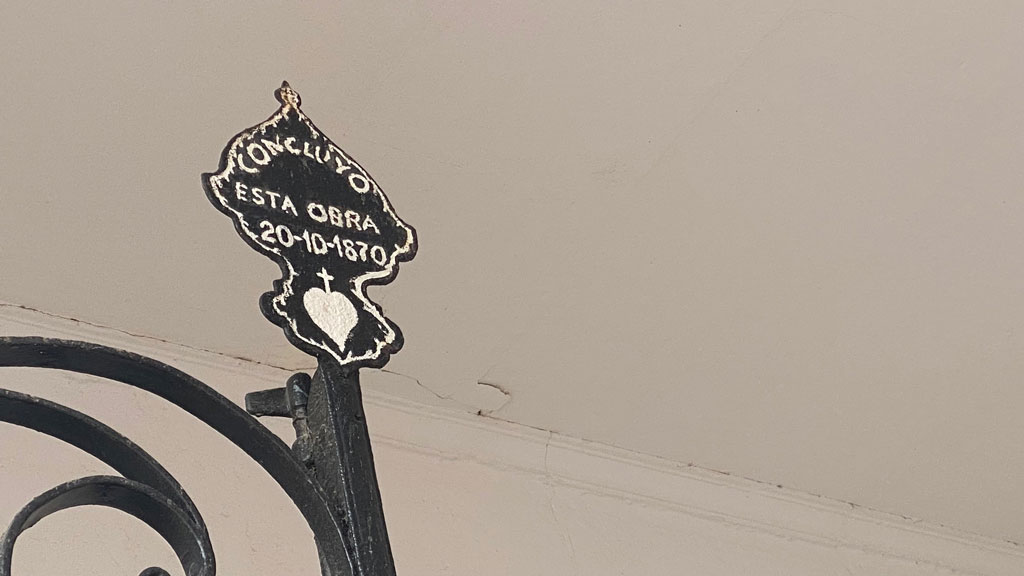 CONCLUYO
ESTA OBRA
20-10-1870